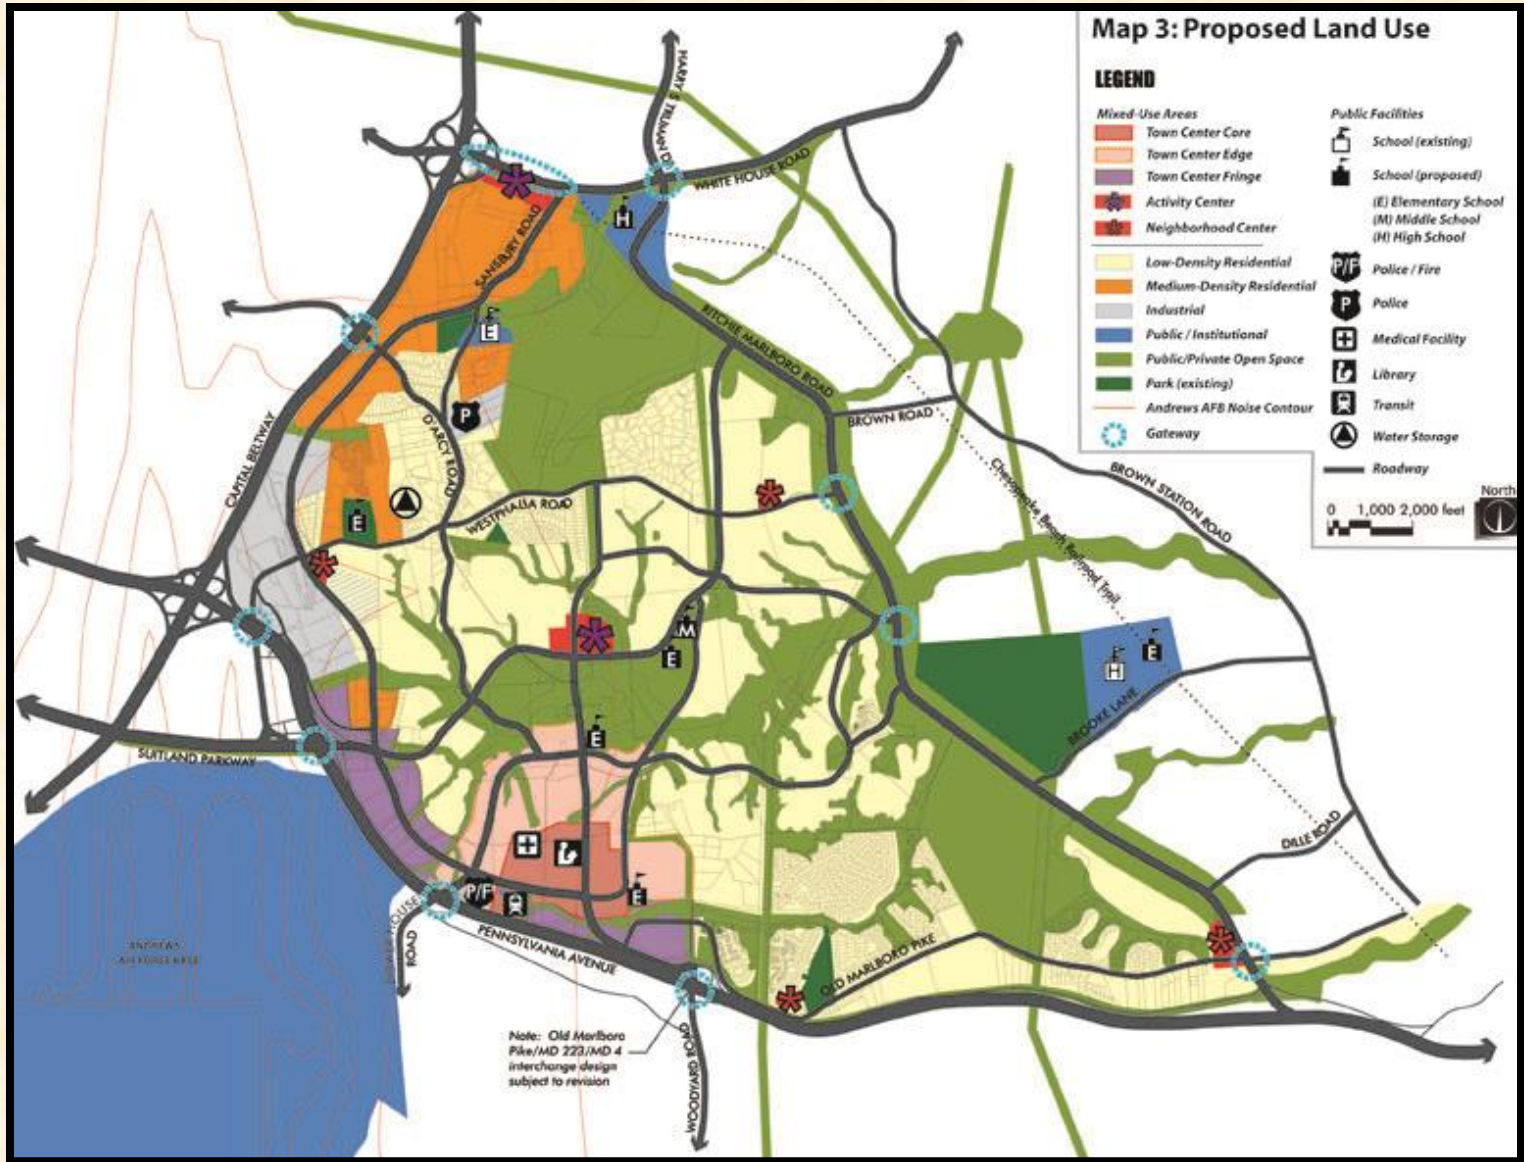 Map 3: Proposed Land Use
LEGEND
Mixed-Use Areas
Town Center Core
Town Center Edge
Town Center Fringe
Activity Center
Neighborhood Center
Low-Density Residential
Medium-Density Residential
Industrial
Public / Institutional
Public/Private Open Space
Park (existing)
Andrews AFB Noise Contour
Gateway
Public Facilities
School (existing)
School (proposed)
(E) Elementary School
(M) Middle School
(H) High School
P/F Police / Fire
P Police
Medical Facility
Library
Transit
Water Storage
Roadway
0 1,000 2,000 feet
North
HARRY S TRUMAN DR
WHITE HOUSE ROAD
H
SANSBURY ROAD
E
RITCHIE MARLBORO ROAD
BROWN ROAD
P
D'ARCY ROAD
CAPITAL BELTWAY
Chesapeake Beach Railroad Trail
BROWN STATION ROAD
WESTPHALIA ROAD
E
M
E
H
E
BROOKE LANE
E
SUITLAND PARKWAY
DILLE ROAD
P/F
E
ROAD
PENNSYLVANIA AVENUE
OLD MARLBORO PIKE
ANDREWS
AIR FORCE BASE
Note: Old Marlboro
Pike/MD 223/MD 4
interchange design
subject to revision
WOODYARD ROAD